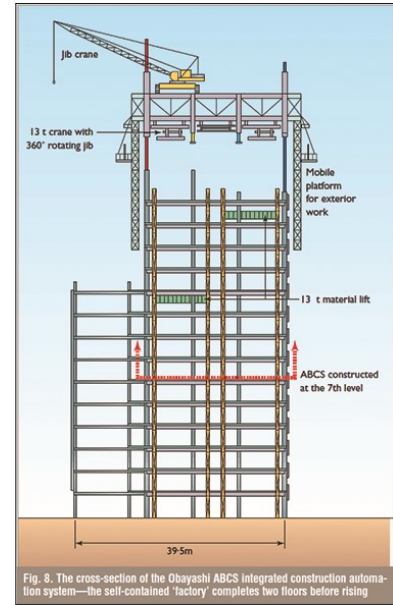 Jib crane
13 t crane with
360° rotating jib
Mobile
platform
for exterior
work
13 t material lift
ABCS constructed
at the 7th level
39·5m
Fig. 8. The cross-section of the Obayashi ABCS integrated construction automa-
tion system—the self-contained ‘factory’ completes two floors before rising